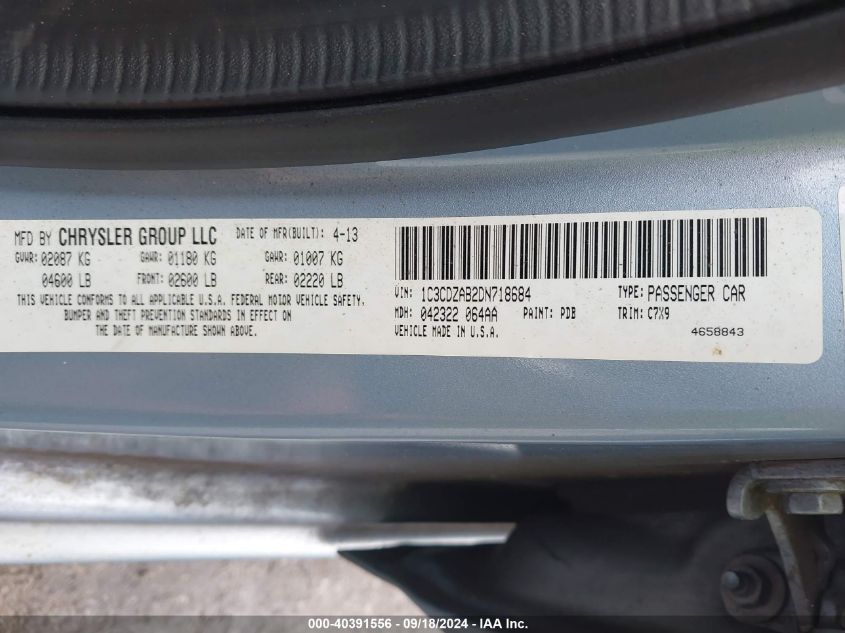 MFD BY CHRYSLER GROUP LLC DATE OF MFR(BUILT): 4-13
GVWR: 02087 KG GAWR: 01180 KG GAWR: 01007 KG
04600 LB FRONT: 02600 LB REAR: 02220 LB
THIS VEHICLE CONFORMS TO ALL APPLICABLE U.S.A. FEDERAL MOTOR VEHICLE SAFETY,
BUMPER AND THEFT PREVENTION STANDARDS IN EFFECT ON
THE DATE OF MANUFACTURE SHOWN ABOVE.
VIN: 1C3CDZAB2DN718684 TYPE: PASSENGER CAR
MDH: 042322 064AA PAINT: PDB TRIM: C7X9
VEHICLE MADE IN U.S.A. 4658843
000-40391556 - 09/18/2024 - IAA Inc.